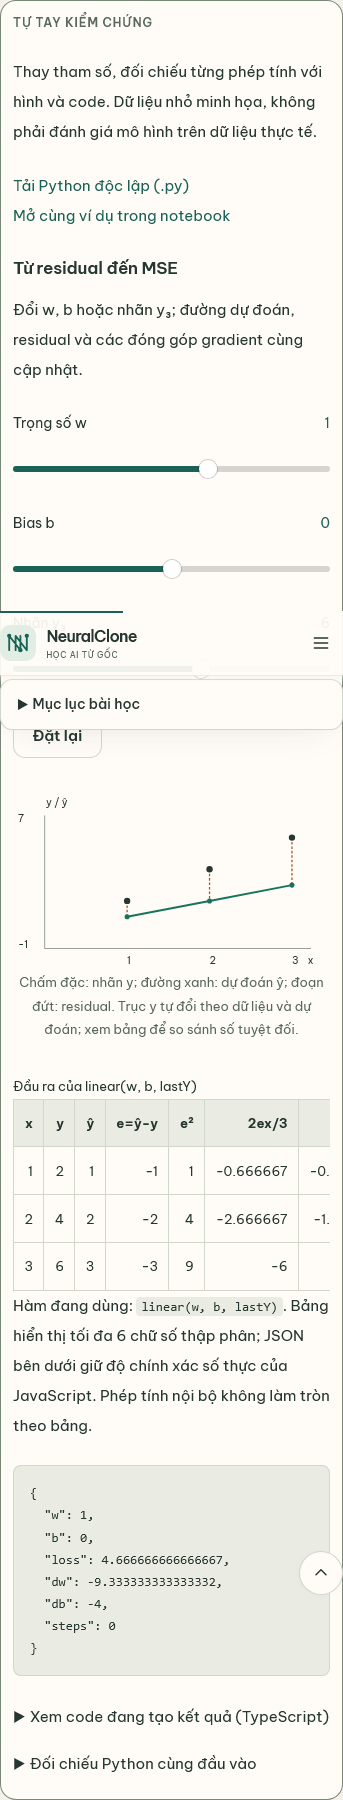 TỰ TAY KIỂM CHỨNG
Thay tham số, đối chiếu từng phép tính với
hình và code. Dữ liệu nhỏ minh họa, không
phải đánh giá mô hình trên dữ liệu thực tế.
Tải Python độc lập (.py)
Mở cùng ví dụ trong notebook
Từ residual đến MSE
Đổi w, b hoặc nhãn y₃; đường dự đoán,
residual và các đóng góp gradient cùng
cập nhật.
Trọng số w 1
Bias b 0
Nhãn y₃ 6
NeuralClone
HỌC AI TỪ GỐC
▶ Mục lục bài học
Đặt lại
y / ŷ
7
-1
1 2 3 x
Chấm đặc: nhãn y; đường xanh: dự đoán ŷ; đoạn
đứt: residual. Trục y tự đổi theo dữ liệu và dự
đoán; xem bảng để so sánh số tuyệt đối.
Đầu ra của linear(w, b, lastY)
x y ŷ e=ŷ-y e² 2ex/3
1 2 1 -1 1 -0.666667 -0.
2 4 2 -2 4 -2.666667 -1.
3 6 3 -3 9 -6
Hàm đang dùng: linear(w, b, lastY). Bảng
hiển thị tối đa 6 chữ số thập phân; JSON
bên dưới giữ độ chính xác số thực của
JavaScript. Phép tính nội bộ không làm tròn
theo bảng.
{
"w": 1,
"b": 0,
"loss": 4.666666666666667,
"dw": -9.333333333333332,
"db": -4,
"steps": 0
}
▶ Xem code đang tạo kết quả (TypeScript)
▶ Đối chiếu Python cùng đầu vào